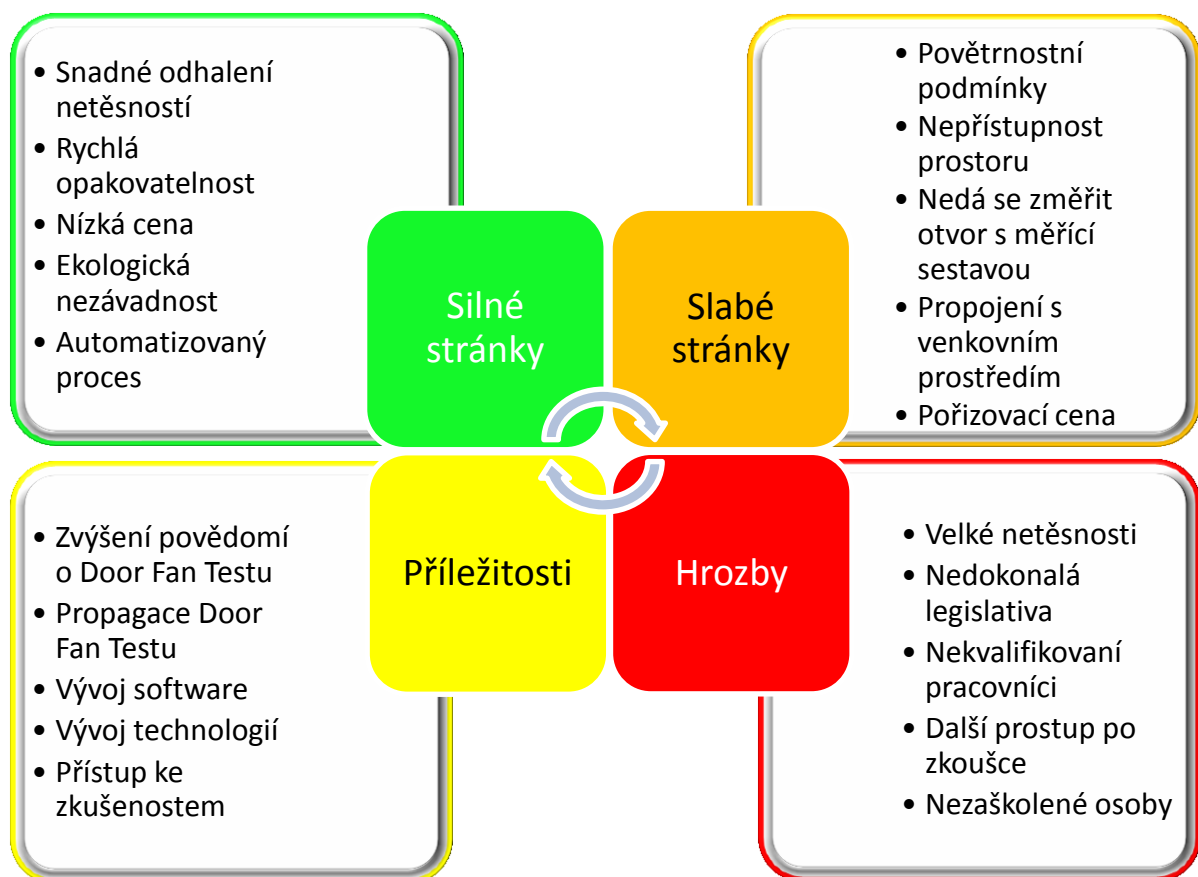 • Snadné odhalení
netěsností
• Rychlá
opakovatelnost
• Nízká cena
• Ekologická
nezávadnost
• Automatizovaný
proces
• Povětrnostní
podmínky
• Nepřístupnost
prostoru
• Nedá se změřit
otvor s měřící
sestavou
• Propojení s
venkovním
prostředím
• Pořizovací cena
Silné
stránky
Slabé
stránky
Příležitosti
Hrozby
• Zvýšení povědomí
o Door Fan Testu
• Propagace Door
Fan Testu
• Vývoj software
• Vývoj technologií
• Přístup ke
zkušenostem
• Velké netěsnosti
• Nedokonalá
legislativa
• Nekvalifikovaní
pracovníci
• Další prostup po
zkoušce
• Nezaškolené osoby